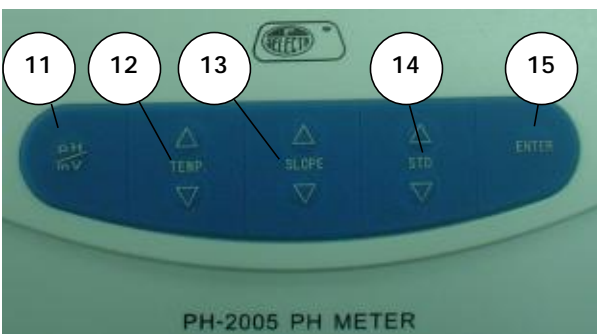 SELECTA
11 12 13 14 15
pH
mV
TEMP SLOPE STD ENTER
PH-2005 PH METER